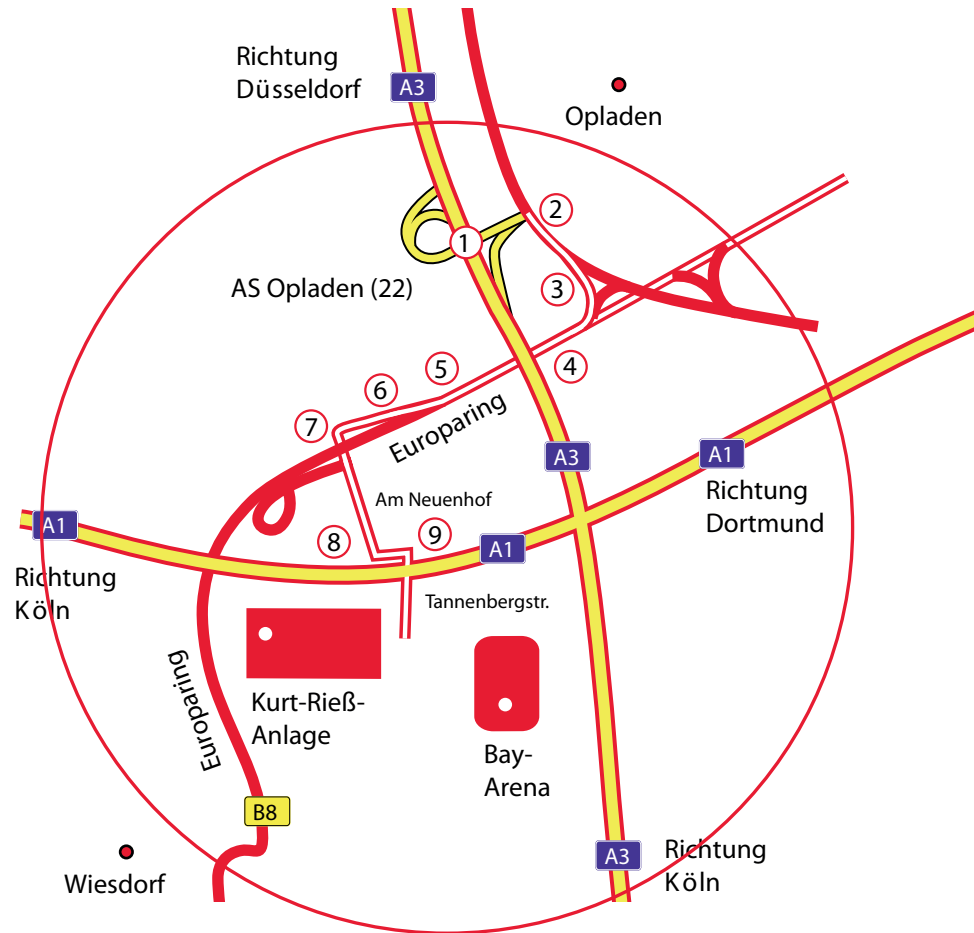 Richtung
Düsseldorf
A3
Opladen
2
1
AS Opladen (22)
3
4
5
6
7
Europaring
A3
A1
Richtung
Dortmund
Am Neuenhof
A1
8
9
A1
Richtung
Köln
Tannenbergstr.
Europaring
Kurt-Rieß-
Anlage
Bay-
Arena
B8
Wiesdorf
A3
Richtung
Köln